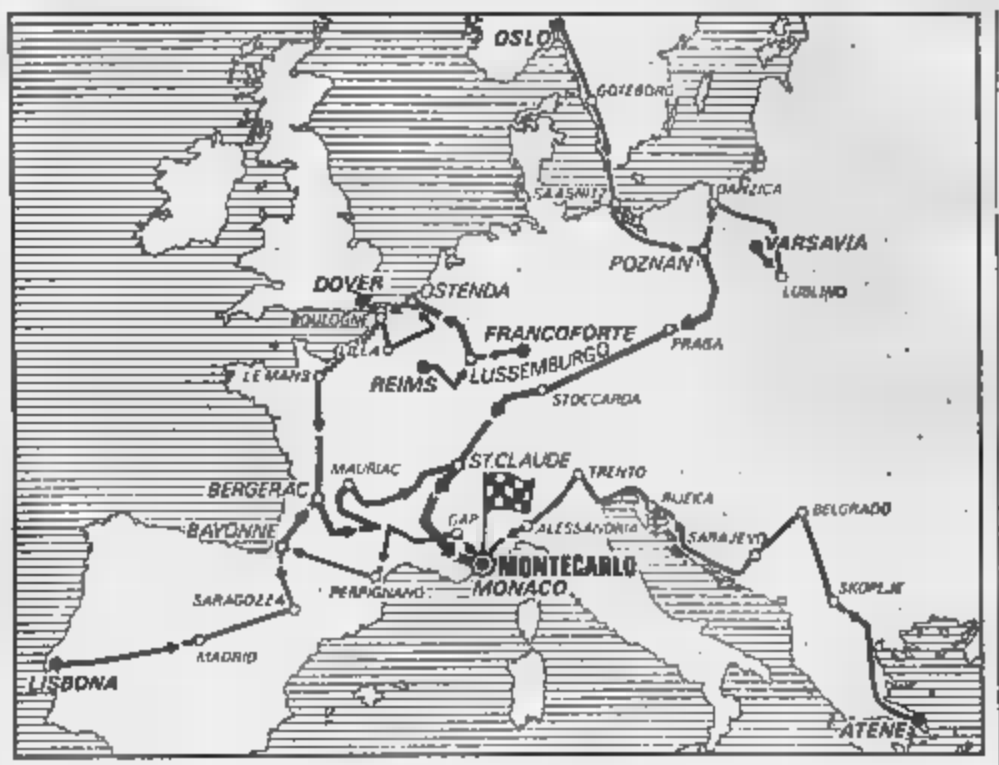 OSLO
GOTEBORG
SAASNITZ
DANZICA
VARSAVIA
POZNAN
LUBLINO
DOVER
OSTENDA
BOULOGNE
FRANCOFORTE
LILLA
PRAGA
LUSSEMBURGO
LE MANS
REIMS
STOCCARDA
ST. CLAUDE
MAURIAC
TRENTO
BERGERAC
RIJEKA
BELGRADO
GAP
ALESSANDRIA
BAYONNE
SARAJEVO
MONTECARLO
PERPIGNANO
MONACO
SKOPLJE
SARAGOZZA
MADRID
LISBONA
ATENE